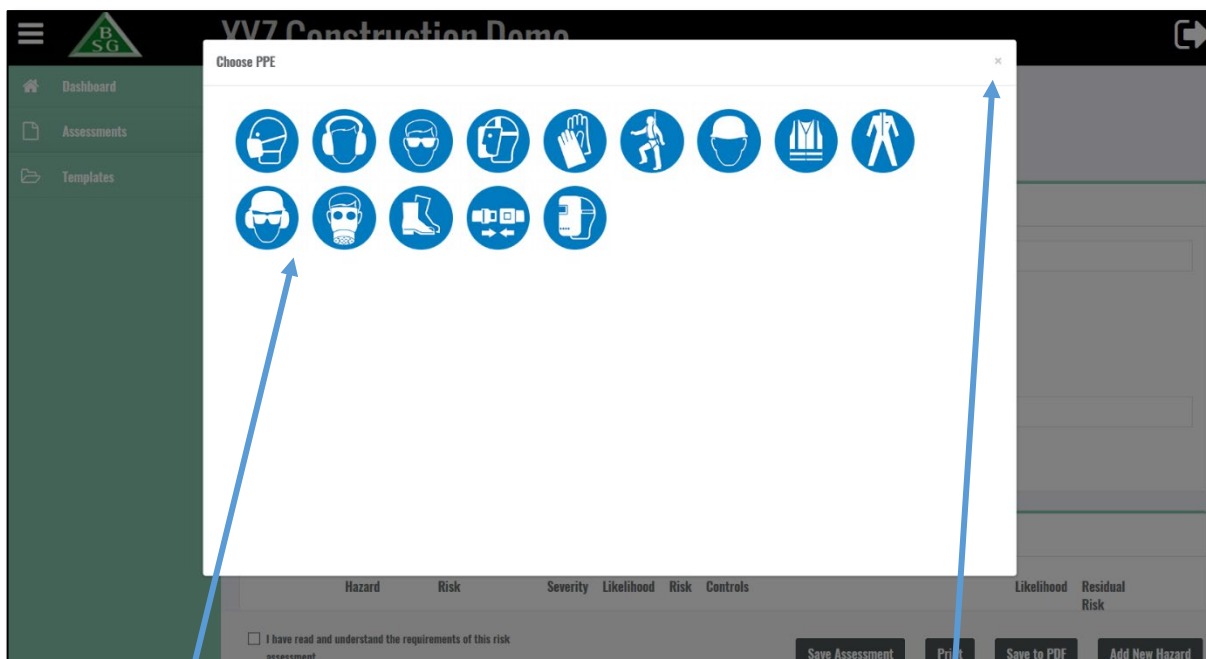 B
SG
XYZ Construction Demo
Choose PPE
×
Dashboard
Assessments
Templates
Hazard Risk Severity Likelihood Risk Controls Likelihood Residual
Risk
I have read and understand the requirements of this risk
assessment
Save Assessment Print Save to PDF Add New Hazard